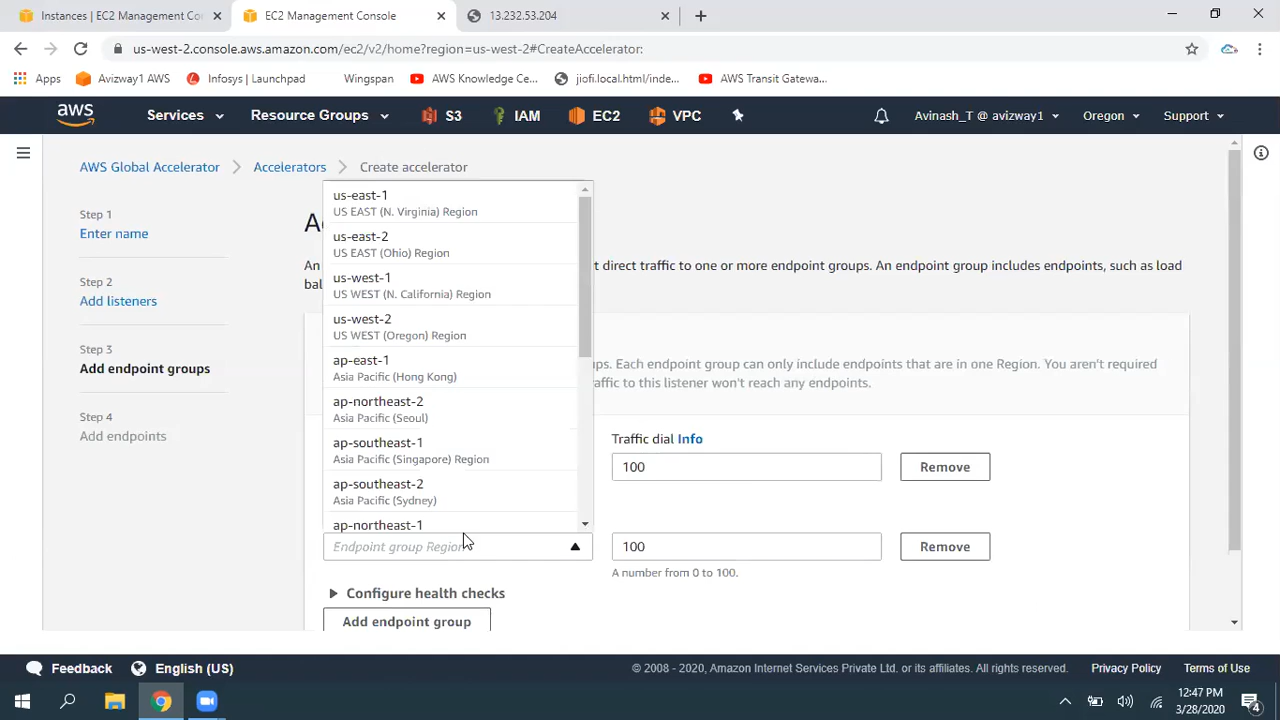 Instances | EC2 Management Co
EC2 Management Console
13.232.53.204
us-west-2.console.aws.amazon.com/ec2/v2/home?region=us-west-2#CreateAccelerator:
Apps
Avizway1 AWS
Infosys | Launchpad
Wingspan
AWS Knowledge Ce...
jiofi.local.html/inde...
AWS Transit Gatewa...
aws
Services
Resource Groups
S3
IAM
EC2
VPC
Avinash_T @ avizway1
Oregon
Support
AWS Global Accelerator
Accelerators
Create accelerator
Step 1
Enter name
Step 2
Add listeners
Step 3
Add endpoint groups
Step 4
Add endpoints
us-east-1
US EAST (N. Virginia) Region
us-east-2
US EAST (Ohio) Region
us-west-1
US WEST (N. California) Region
us-west-2
US WEST (Oregon) Region
ap-east-1
Asia Pacific (Hong Kong)
ap-northeast-2
Asia Pacific (Seoul)
ap-southeast-1
Asia Pacific (Singapore) Region
ap-southeast-2
Asia Pacific (Sydney)
ap-northeast-1
An
t direct traffic to one or more endpoint groups. An endpoint group includes endpoints, such as load
bal
ps. Each endpoint group can only include endpoints that are in one Region. You aren't required
raffic to this listener won't reach any endpoints.
Traffic dial Info
100
Remove
Endpoint group Region
100
Remove
A number from 0 to 100.
Configure health checks
Add endpoint group
Feedback
English (US)
© 2008 - 2020, Amazon Internet Services Private Ltd. or its affiliates. All rights reserved.
Privacy Policy
Terms of Use
12:47 PM
3/28/2020
4